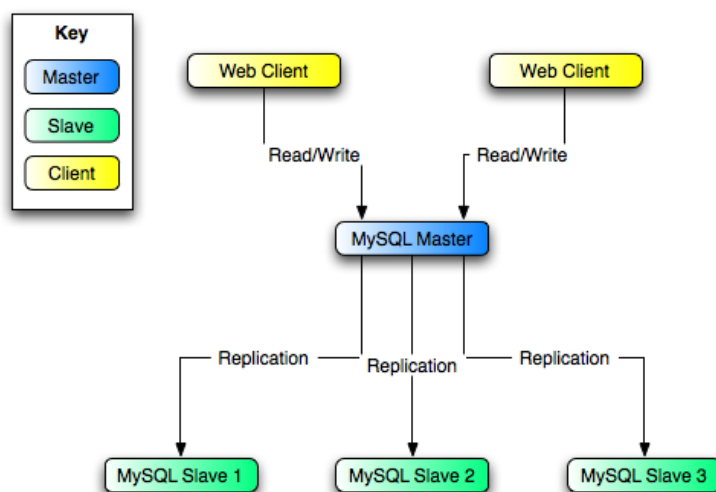 Key
Master
Slave
Client
Web Client
Web Client
Read/Write
Read/Write
MySQL Master
Replication
Replication
Replication
MySQL Slave 1
MySQL Slave 2
MySQL Slave 3